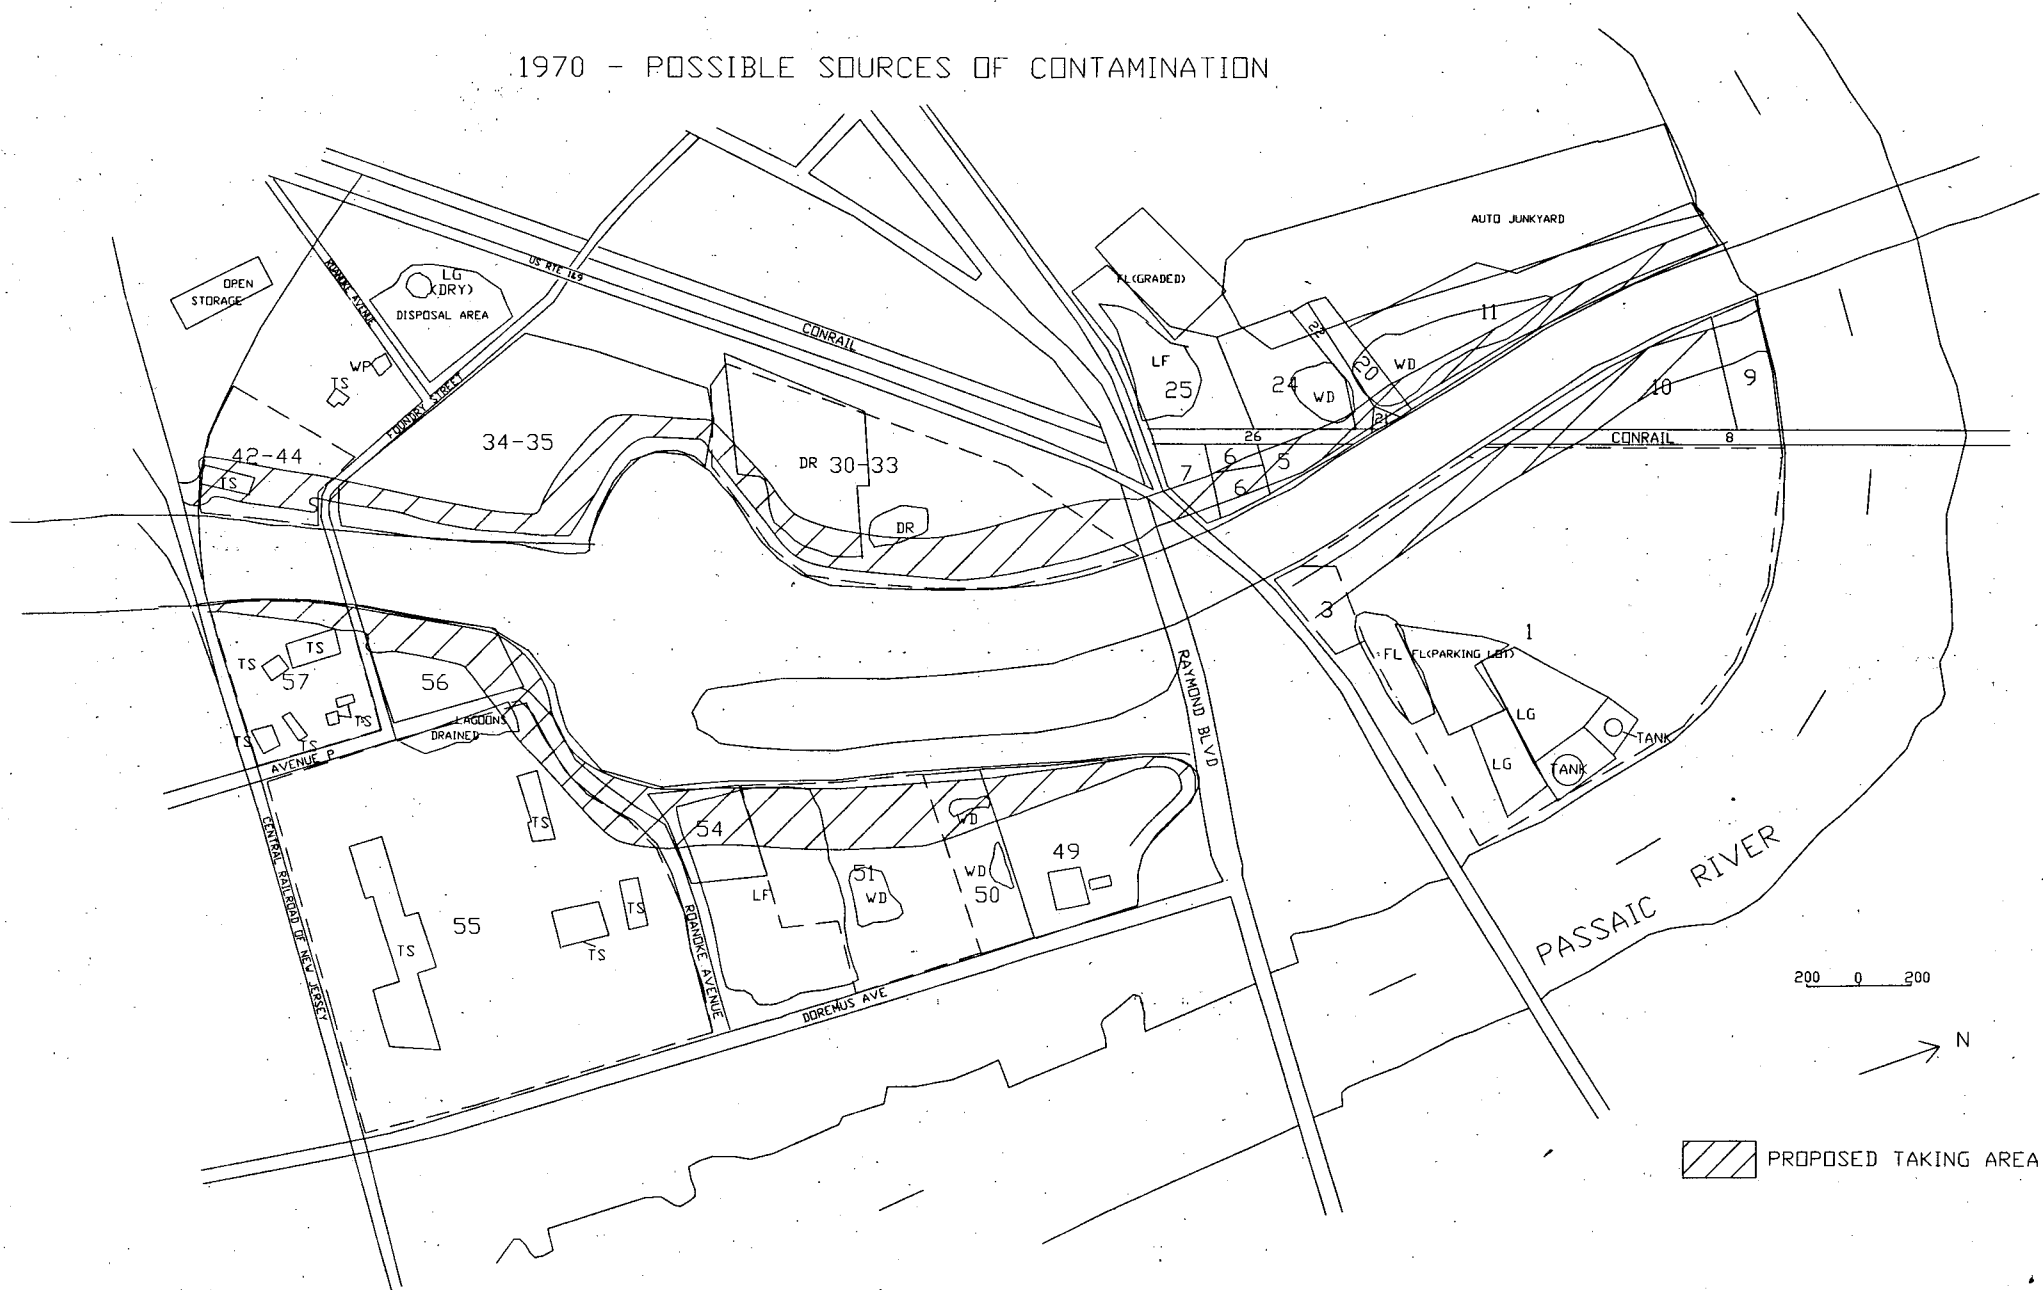 1970 - POSSIBLE SOURCES OF CONTAMINATION
AUTO JUNKYARD
OPEN
STORAGE
ROANOKE AVENUE
LG
(DRY)
DISPOSAL AREA
US RTE 1&9
CONRAIL
FL(GRADED)
11
22
20
WD
LF
25
24
WD
21
10
9
WP
TS
FOUNDRY STREET
34-35
42-44
TS
DR
30-33
DR
26
7
6
5
6
CONRAIL
8
3
1
FL
FL(PARKING LOT)
LG
LG
TANK
TANK
TS
TS
57
56
TS
TS
TS
LAGOONS
DRAINED
AVENUE P
RAYMOND BLVD
CENTRAL RAILROAD OF NEW JERSEY
TS
54
WD
49
51
WD
WD
50
LF
55
TS
TS
TS
ROANOKE AVENUE
DOREMUS AVE
PASSAIC RIVER
200 0 200
N
PROPOSED TAKING AREA